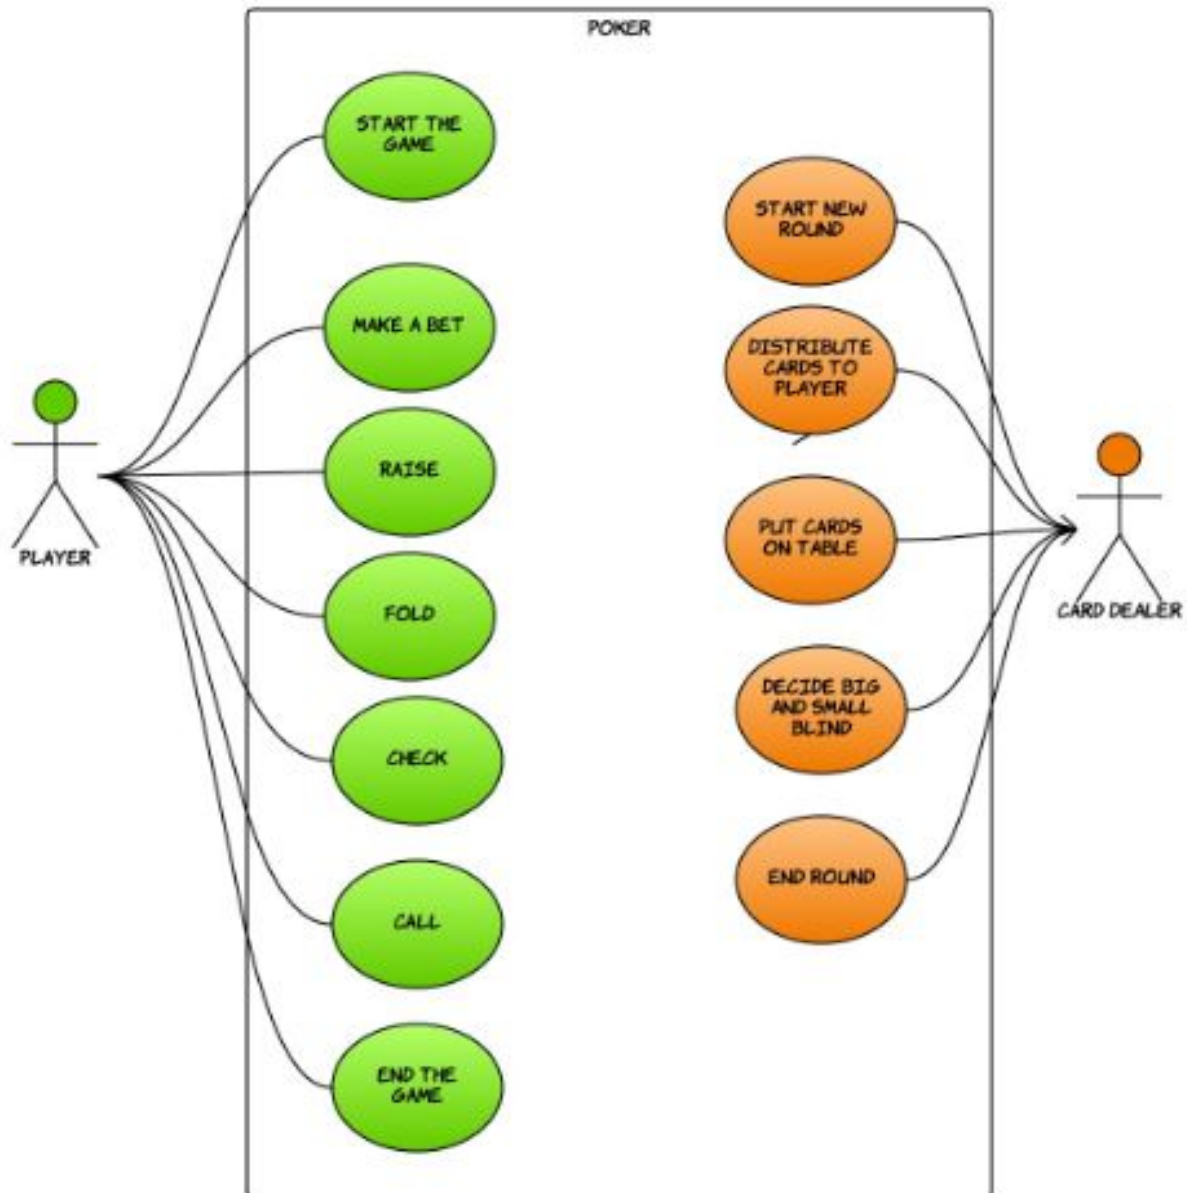 POKER
START THE
GAME
MAKE A BET
RAISE
FOLD
CHECK
CALL
END THE
GAME
PLAYER
START NEW
ROUND
DISTRIBUTE
CARDS TO
PLAYER
PUT CARDS
ON TABLE
DECIDE BIG
AND SMALL
BLIND
END ROUND
CARD DEALER